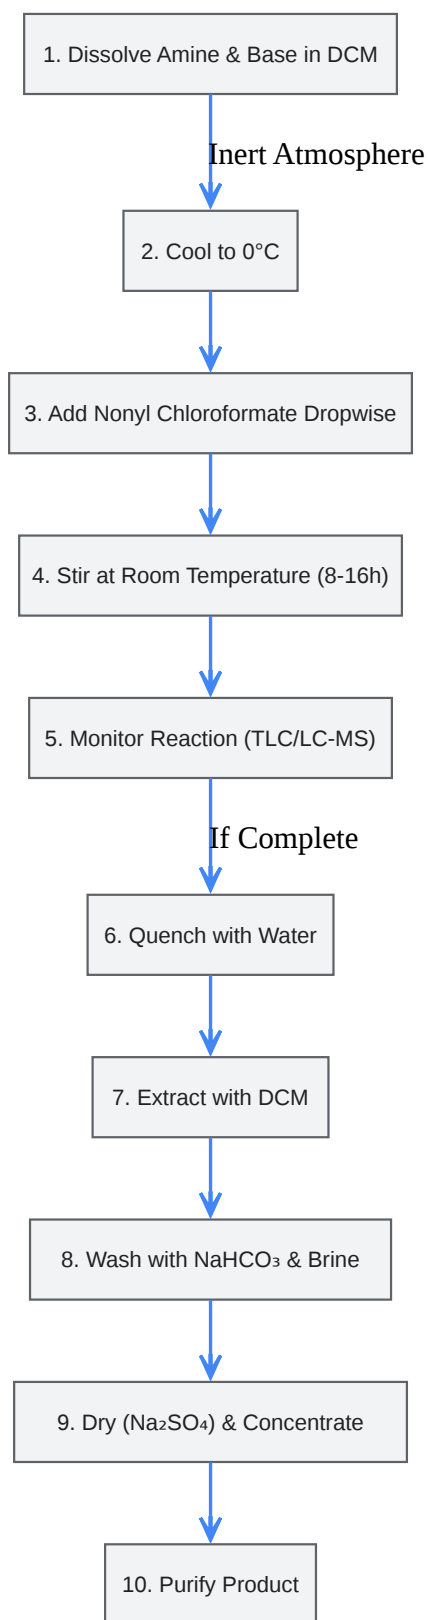 1. Dissolve Amine & Base in DCM
Inert Atmosphere
2. Cool to 0°C
3. Add Nonyl Chloroformate Dropwise
4. Stir at Room Temperature (8-16h)
5. Monitor Reaction (TLC/LC-MS)
If Complete
6. Quench with Water
7. Extract with DCM
8. Wash with NaHCO₃ & Brine
9. Dry (Na₂SO₄) & Concentrate
10. Purify Product